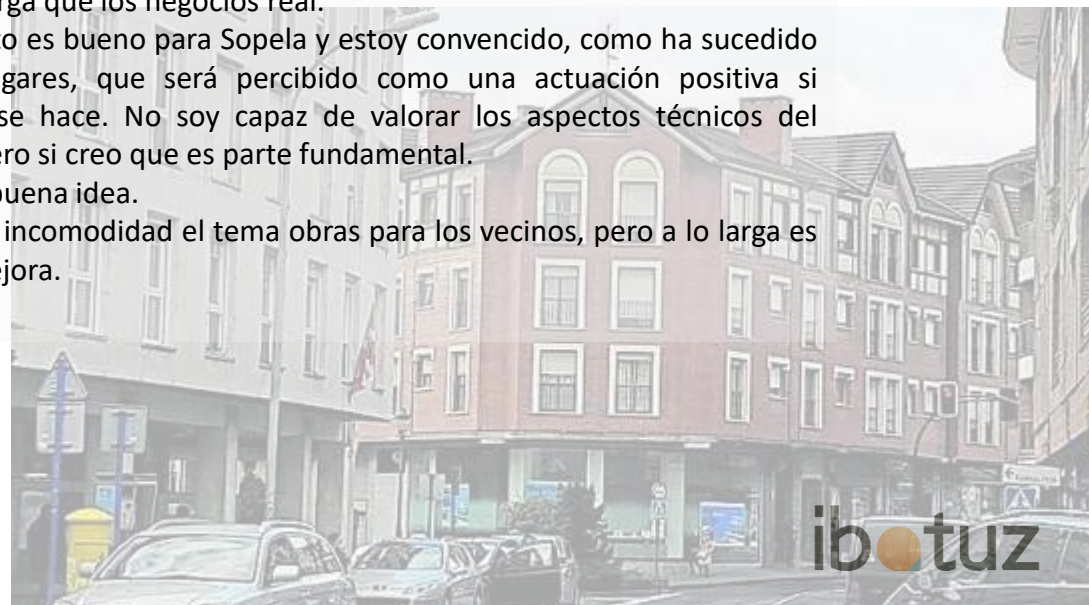 rga que los negocios real.
to es bueno para Sopela y estoy convencido, como ha sucedido
gares, que será percibido como una actuación positiva si
se hace. No soy capaz de valorar los aspectos técnicos del
ero si creo que es parte fundamental.
buena idea.
incomodidad el tema obras para los vecinos, pero a lo larga es
ejora.
ibatuz